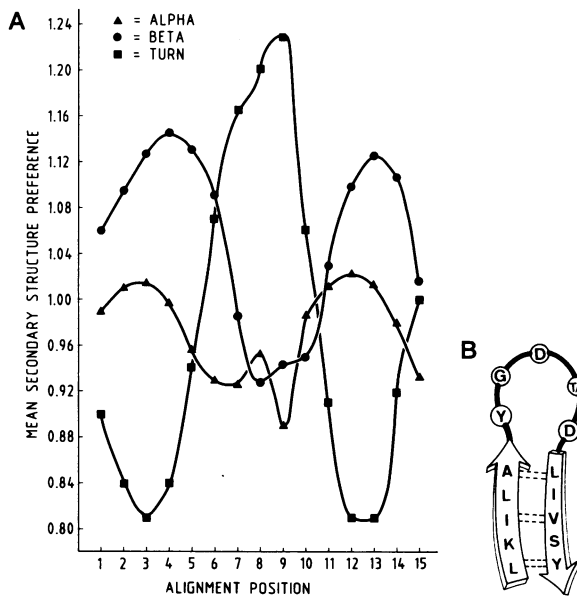 A
▲ = ALPHA
● = BETA
■ = TURN
MEAN SECONDARY STRUCTURE PREFERENCE
1.24
1.20
1.16
1.12
1.08
1.04
1.00
0.96
0.92
0.88
0.84
0.80
1 2 3 4 5 6 7 8 9 10 11 12 13 14 15
ALIGNMENT POSITION
B
D
G
Y
D
A
L
I
K
L
L
I
V
S
Y